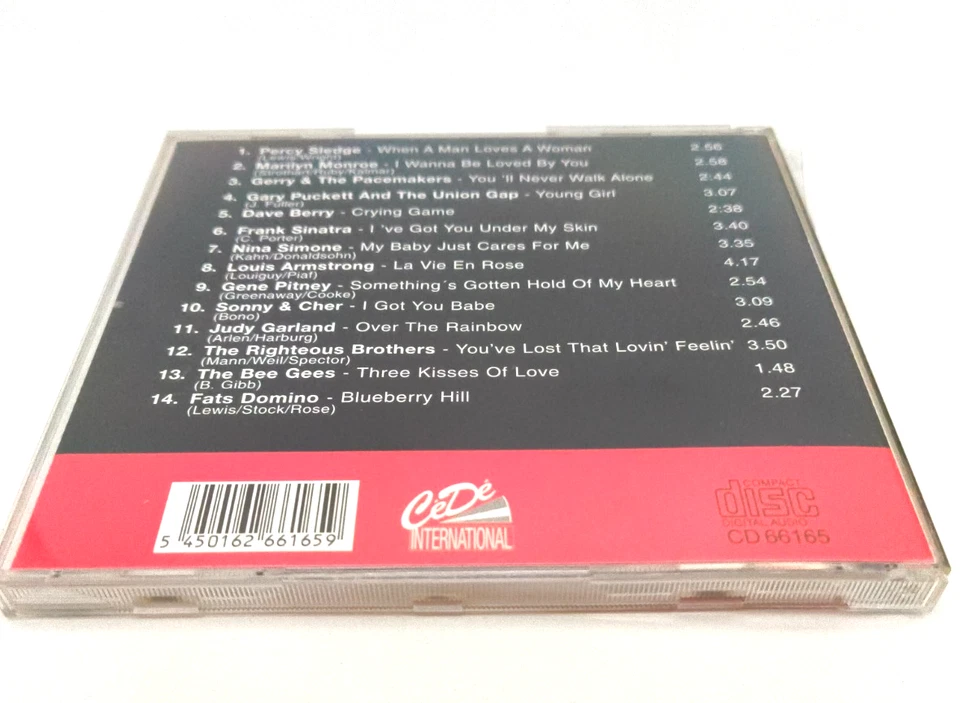 1. Percy Sledge - When A Man Loves A Woman 2.56
(Lewis/Wright)
2. Marilyn Monroe - I Wanna Be Loved By You 2.58
(Strothart/Ruby/Kalmar)
3. Gerry & The Pacemakers - You 'll Never Walk Alone 2:44
4. Gary Puckett And The Union Gap - Young Girl 3.07
(J. Fuller)
5. Dave Berry - Crying Game 2:38
6. Frank Sinatra - I 've Got You Under My Skin 3.40
(C. Porter)
7. Nina Simone - My Baby Just Cares For Me 3.35
(Kahn/Donaldsohn)
8. Louis Armstrong - La Vie En Rose 4.17
(Louiguy/Piaf)
9. Gene Pitney - Something´s Gotten Hold Of My Heart 2.54
(Greenaway/Cooke)
10. Sonny & Cher - I Got You Babe 3.09
(Bono)
11. Judy Garland - Over The Rainbow 2.46
(Arlen/Harburg)
12. The Righteous Brothers - You've Lost That Lovin' Feelin' 3.50
(Mann/Weil/Spector)
13. The Bee Gees - Three Kisses Of Love 1.48
(B. Gibb)
14. Fats Domino - Blueberry Hill 2.27
(Lewis/Stock/Rose)
5 450162 661659
CéDé
INTERNATIONAL
COMPACT
disc
DIGITAL AUDIO
CD 66165